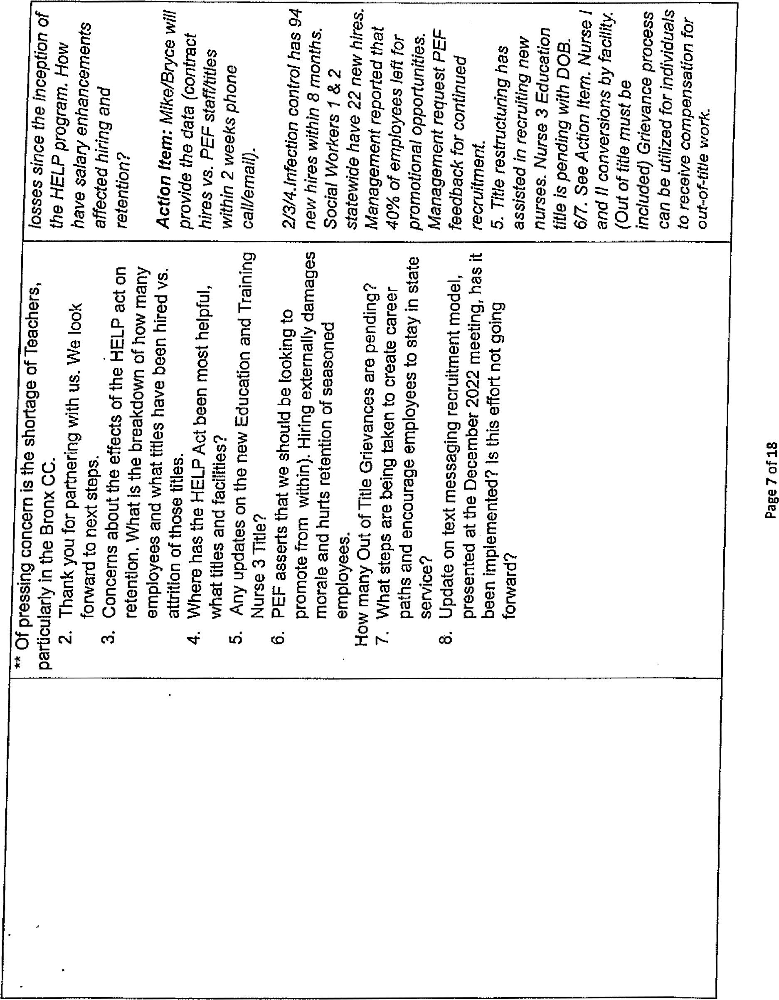 ** Of pressing concern is the shortage of Teachers,
particularly in the Bronx CC.
2. Thank you for partnering with us. We look
forward to next steps.
3. Concerns about the effects of the HELP act on
retention. What is the breakdown of how many
employees and what titles have been hired vs.
attrition of those titles.
4. Where has the HELP Act been most helpful,
what titles and facilities?
5. Any updates on the new Education and Training
Nurse 3 Title?
6. PEF asserts that we should be looking to
promote from within). Hiring externally damages
morale and hurts retention of seasoned
employees.
How many Out of Title Grievances are pending?
7. What steps are being taken to create career
paths and encourage employees to stay in state
service?
8. Update on text messaging recruitment model,
presented at the December 2022 meeting, has it
been implemented? Is this effort not going
forward?
losses since the inception of
the HELP program. How
have salary enhancements
affected hiring and
retention?
Action Item: Mike/Bryce will
provide the data (contract
hires vs. PEF staff/titles
within 2 weeks phone
call/email).
2/3/4.Infection control has 94
new hires within 8 months.
Social Workers 1 & 2
statewide have 22 new hires.
Management reported that
40% of employees left for
promotional opportunities.
Management request PEF
feedback for continued
recruitment.
5. Title restructuring has
assisted in recruiting new
nurses. Nurse 3 Education
title is pending with DOB.
6/7. See Action Item. Nurse I
and II conversions by facility.
(Out of title must be
included) Grievance process
can be utilized for individuals
to receive compensation for
out-of-title work.
Page 7 of 18